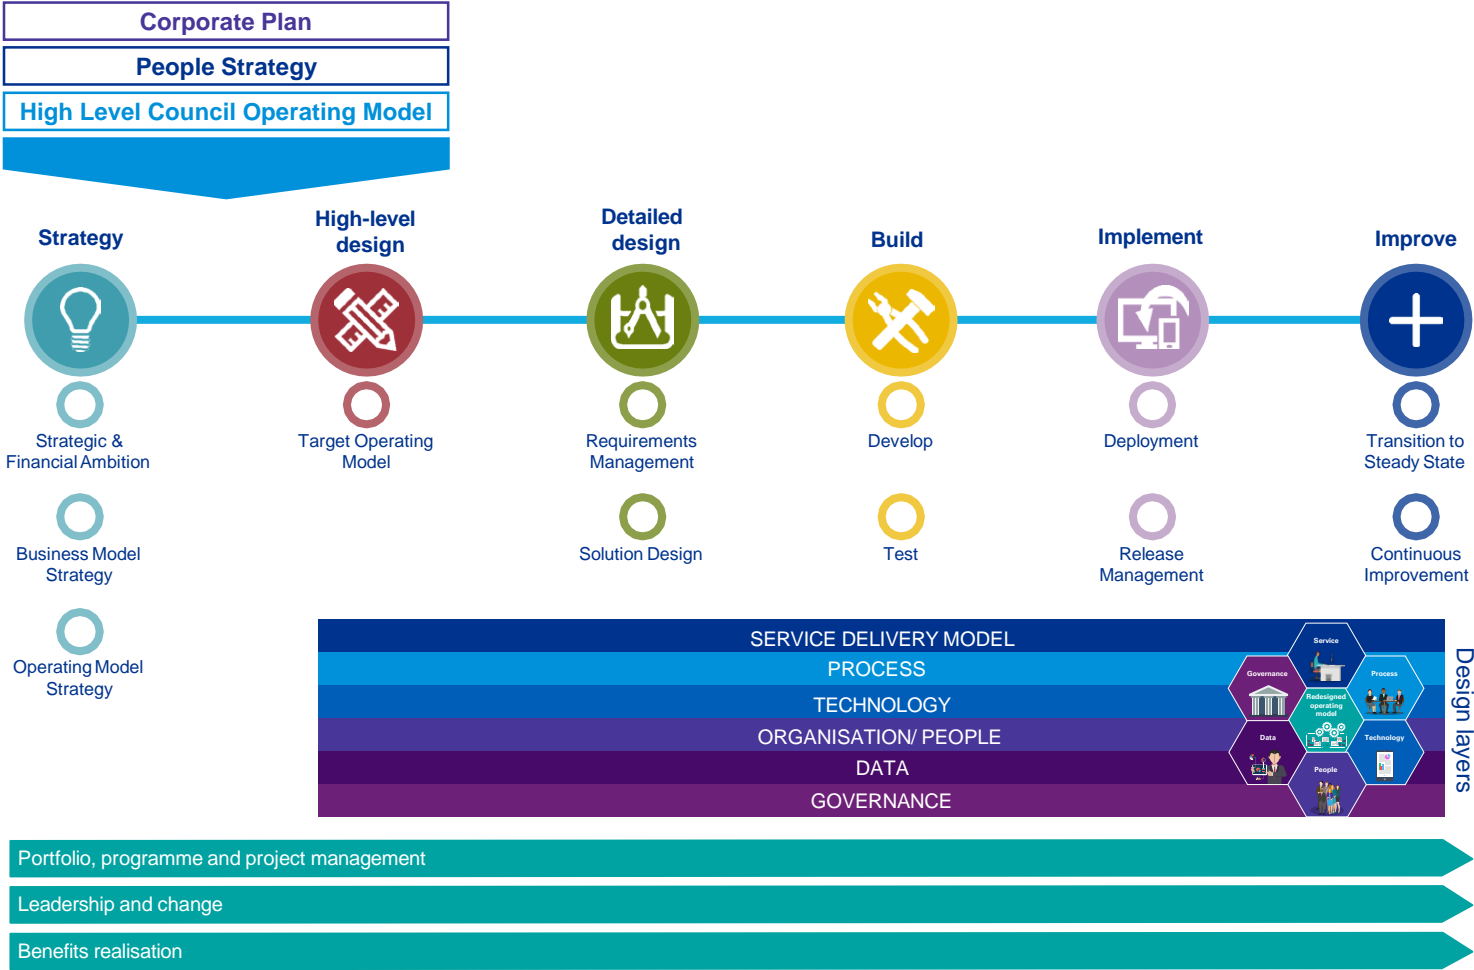 Corporate Plan
People Strategy
High Level Council Operating Model
Strategy
High-level
design
Detailed
design
Build
Implement
Improve
Strategic &
Financial Ambition
Business Model
Strategy
Operating Model
Strategy
Target Operating
Model
Requirements
Management
Solution Design
Develop
Test
Deployment
Release
Management
Transition to
Steady State
Continuous
Improvement
SERVICE DELIVERY MODEL
PROCESS
TECHNOLOGY
ORGANISATION/ PEOPLE
DATA
GOVERNANCE
Service
Governance
Process
Redesigned
operating
model
Data
Technology
People
Design layers
Portfolio, programme and project management
Leadership and change
Benefits realisation